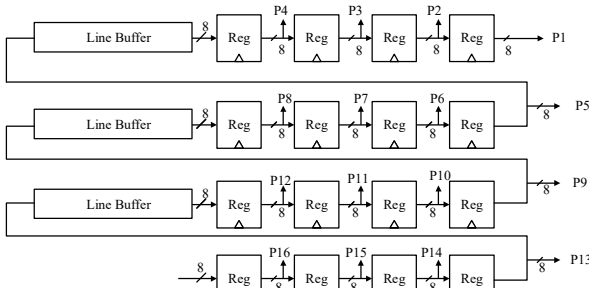 P4 P3 P2
8 Line Buffer Reg Reg Reg Reg P1
8 8 8 8
P8 P7 P6 8 P5
8 Line Buffer Reg Reg Reg Reg
8 8 8
P12 P11 P10 8 P9
8 Line Buffer Reg Reg Reg Reg
8 8 8
P16 P15 P14 8 P13
8 Reg Reg Reg Reg
8 8 8